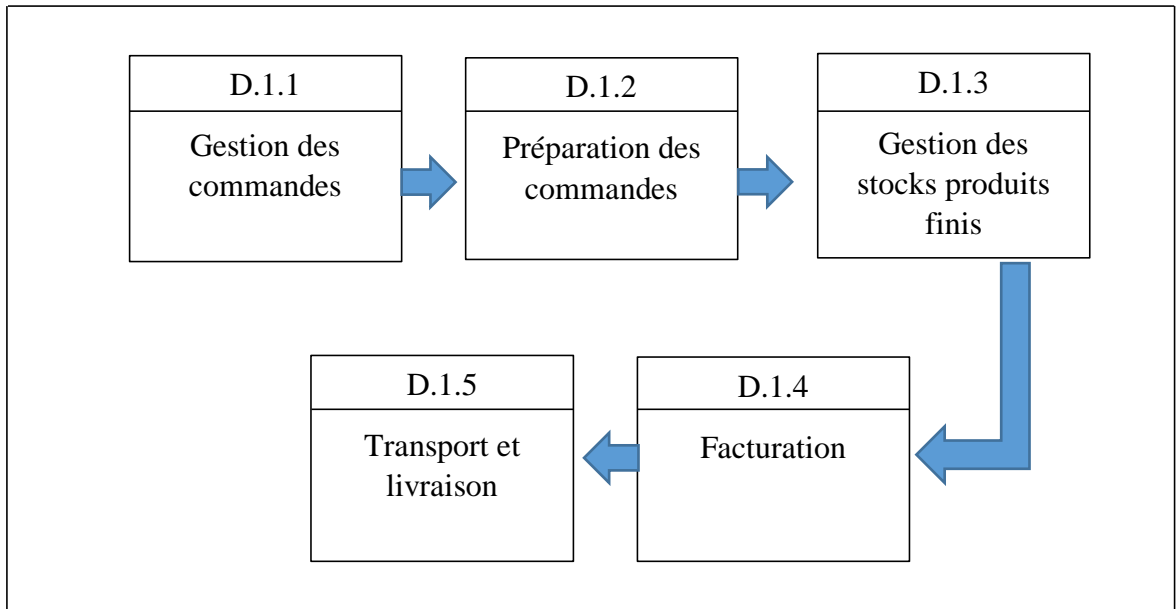 D.1.1
Gestion des
commandes
D.1.2
Préparation des
commandes
D.1.3
Gestion des
stocks produits
finis
D.1.5
Transport et
livraison
D.1.4
Facturation